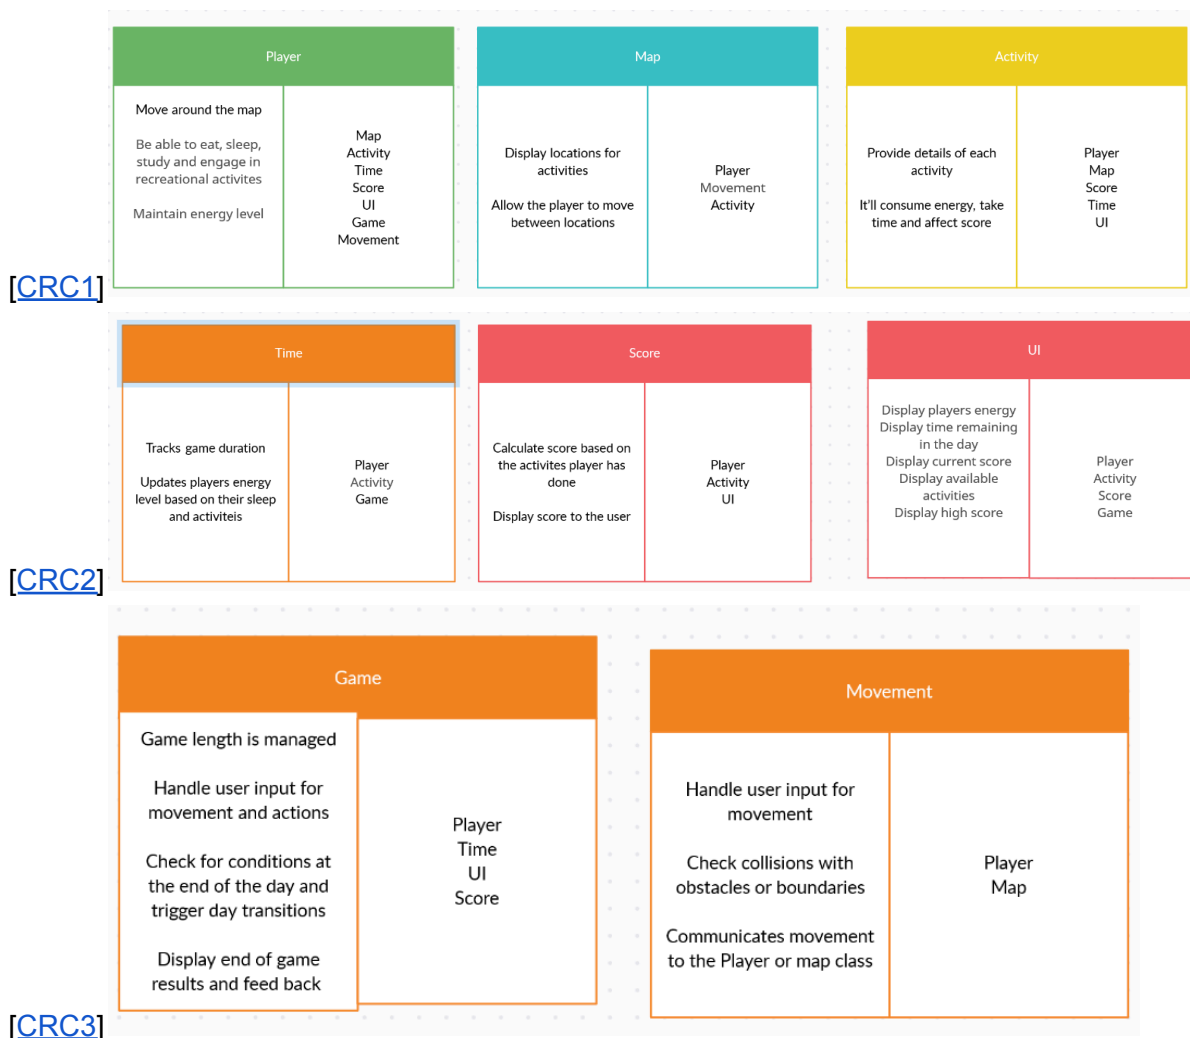 Player
Move around the map
Be able to eat, sleep,
study and engage in
recreational activites
Maintain energy level
Map
Activity
Time
Score
UI
Game
Movement
Map
Display locations for
activities
Allow the player to move
between locations
Player
Movement
Activity
Activity
Provide details of each
activity
It'll consume energy, take
time and affect score
Player
Map
Score
Time
UI
[CRC1]
Time
Tracks game duration
Updates players energy
level based on their sleep
and activiteis
Player
Activity
Game
Score
Calculate score based on
the activites player has
done
Display score to the user
Player
Activity
UI
UI
Display players energy
Display time remaining
in the day
Display current score
Display available
activities
Display high score
Player
Activity
Score
Game
[CRC2]
Game
Game length is managed
Handle user input for
movement and actions
Check for conditions at
the end of the day and
trigger day transitions
Display end of game
results and feed back
Player
Time
UI
Score
Movement
Handle user input for
movement
Check collisions with
obstacles or boundaries
Communicates movement
to the Player or map class
Player
Map
[CRC3]